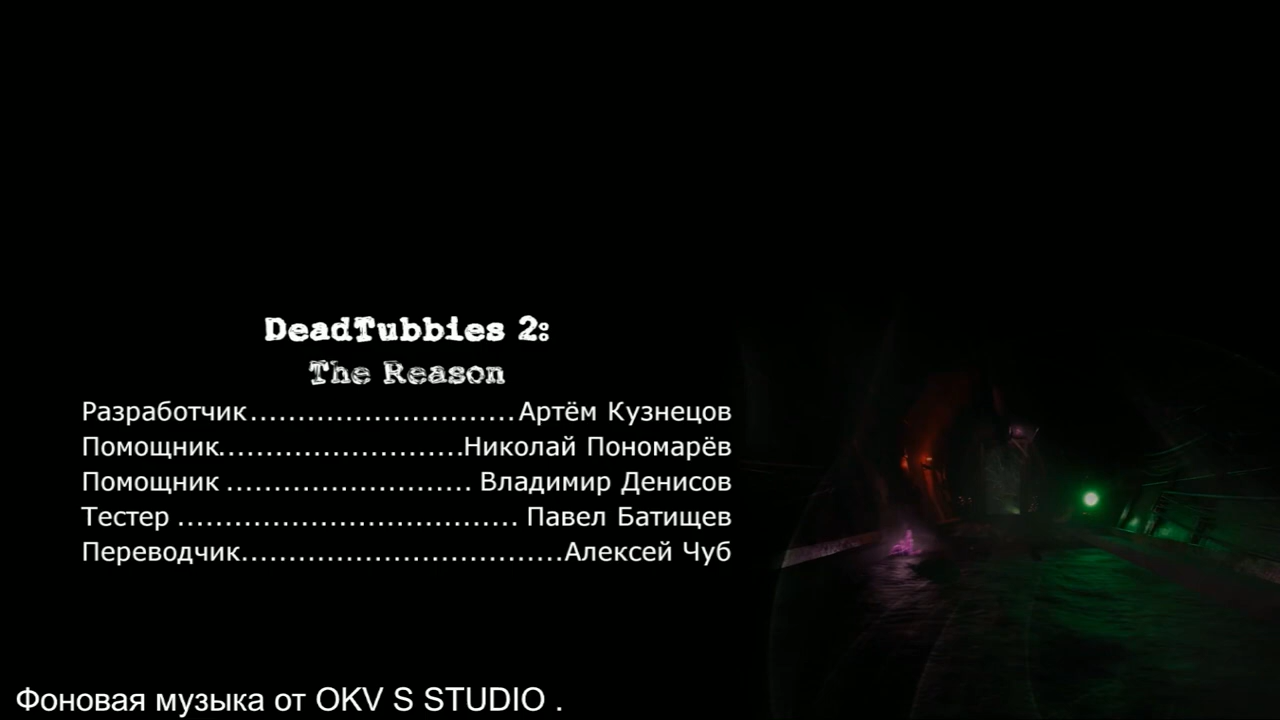 DeadTubbies 2:
The Reason
Разработчик...........................Артём Кузнецов
Помощник.........................Николай Пономарёв
Помощник ......................... Владимир Денисов
Тестер ................................... Павел Батищев
Переводчик.................................Алексей Чуб
Фоновая музыка от OKV S STUDIO .